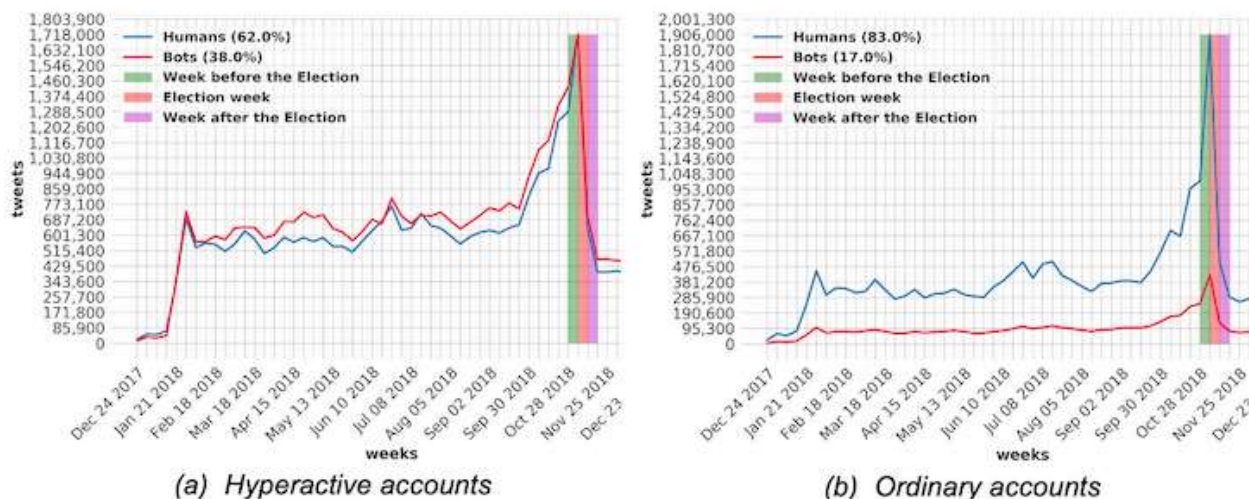 1,803,900
1,718,000
1,632,100
1,546,200
1,460,300
1,374,400
1,288,500
1,202,600
1,116,700
1,030,800
944,900
859,000
773,100
687,200
601,300
515,400
429,500
343,600
257,700
171,800
85,900
0
tweets
Humans (62.0%)
Bots (38.0%)
Week before the Election
Election week
Week after the Election
Dec 24 2017
Jan 21 2018
Feb 18 2018
Mar 18 2018
Apr 15 2018
May 13 2018
Jun 10 2018
Jul 08 2018
Aug 05 2018
Sep 02 2018
Sep 30 2018
Oct 28 2018
Nov 25 2018
Dec 23
weeks
(a) Hyperactive accounts
2,001,300
1,906,000
1,810,700
1,715,400
1,620,100
1,524,800
1,429,500
1,334,200
1,238,900
1,143,600
1,048,300
953,000
857,700
762,400
667,100
571,800
476,500
381,200
285,900
190,600
95,300
0
tweets
Humans (83.0%)
Bots (17.0%)
Week before the Election
Election week
Week after the Election
Dec 24 2017
Jan 21 2018
Feb 18 2018
Mar 18 2018
Apr 15 2018
May 13 2018
Jun 10 2018
Jul 08 2018
Aug 05 2018
Sep 02 2018
Sep 30 2018
Oct 28 2018
Nov 25 2018
Dec 23
weeks
(b) Ordinary accounts